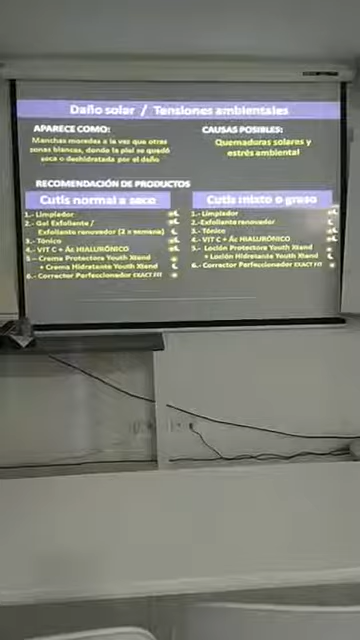 Daño solar / Tensiones ambientales
APARECE COMO:
Manchas moradas a la vez que otras
zonas blancas, donde la piel se quedó
seca o deshidratada por el daño
CAUSAS POSIBLES:
Quemaduras solares y
estrés ambiental
RECOMENDACIÓN DE PRODUCTOS
Cutis normal a seco
1.- Limpiador
2.- Gel Exfoliante /
Exfoliante renovador (2 x semana)
3.- Tónico
4.- VIT C + Ác HIALURÓNICO
5.- Crema Protectora Youth Xtend
+ Crema Hidratante Youth Xtend
6.- Corrector Perfeccionador EXACT FIT
Cutis mixto o graso
1.- Limpiador
2.- Exfoliante renovador
3.- Tónico
4.- VIT C + Ác HIALURÓNICO
5.- Loción Protectora Youth Xtend
+ Loción Hidratante Youth Xtend
6.- Corrector Perfeccionador EXACT FIT